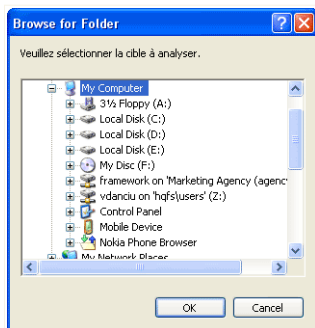 Browse for Folder
Veuillez sélectionner la cible à analyser.
My Computer
3½ Floppy (A:)
Local Disk (C:)
Local Disk (D:)
Local Disk (E:)
My Disc (F:)
framework on 'Marketing Agency (agenc
vdanciu on 'hqfs\users' (Z:)
Control Panel
Mobile Device
Nokia Phone Browser
My Network Places
OK Cancel